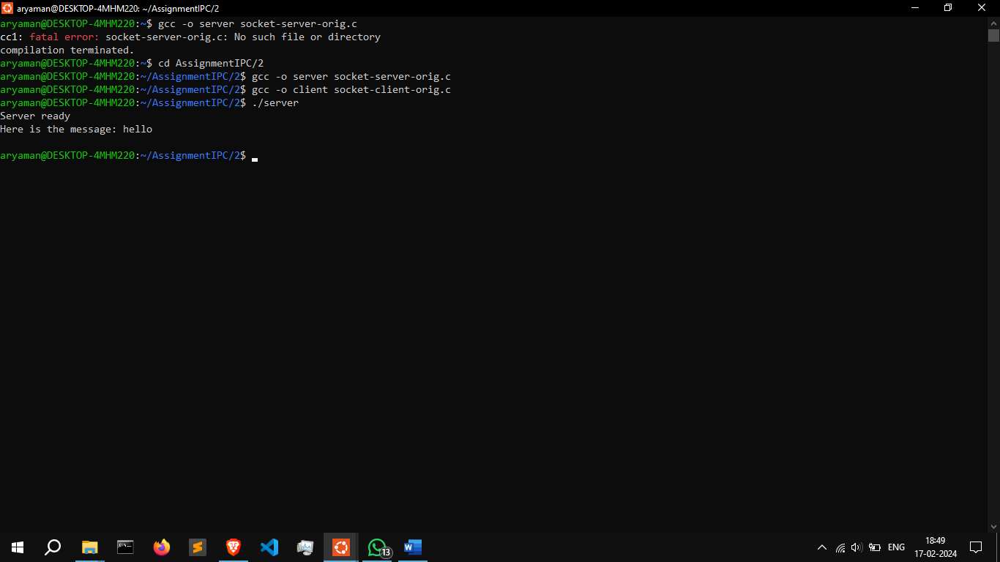 aryaman@DESKTOP-4MHM220: ~/AssignmentIPC/2
aryaman@DESKTOP-4MHM220:~$ gcc -o server socket-server-orig.c
cc1: fatal error: socket-server-orig.c: No such file or directory
compilation terminated.
aryaman@DESKTOP-4MHM220:~$ cd AssignmentIPC/2
aryaman@DESKTOP-4MHM220:~/AssignmentIPC/2$ gcc -o server socket-server-orig.c
aryaman@DESKTOP-4MHM220:~/AssignmentIPC/2$ gcc -o client socket-client-orig.c
aryaman@DESKTOP-4MHM220:~/AssignmentIPC/2$ ./server
Server ready
Here is the message: hello
aryaman@DESKTOP-4MHM220:~/AssignmentIPC/2$
13
ENG
18:49
17-02-2024